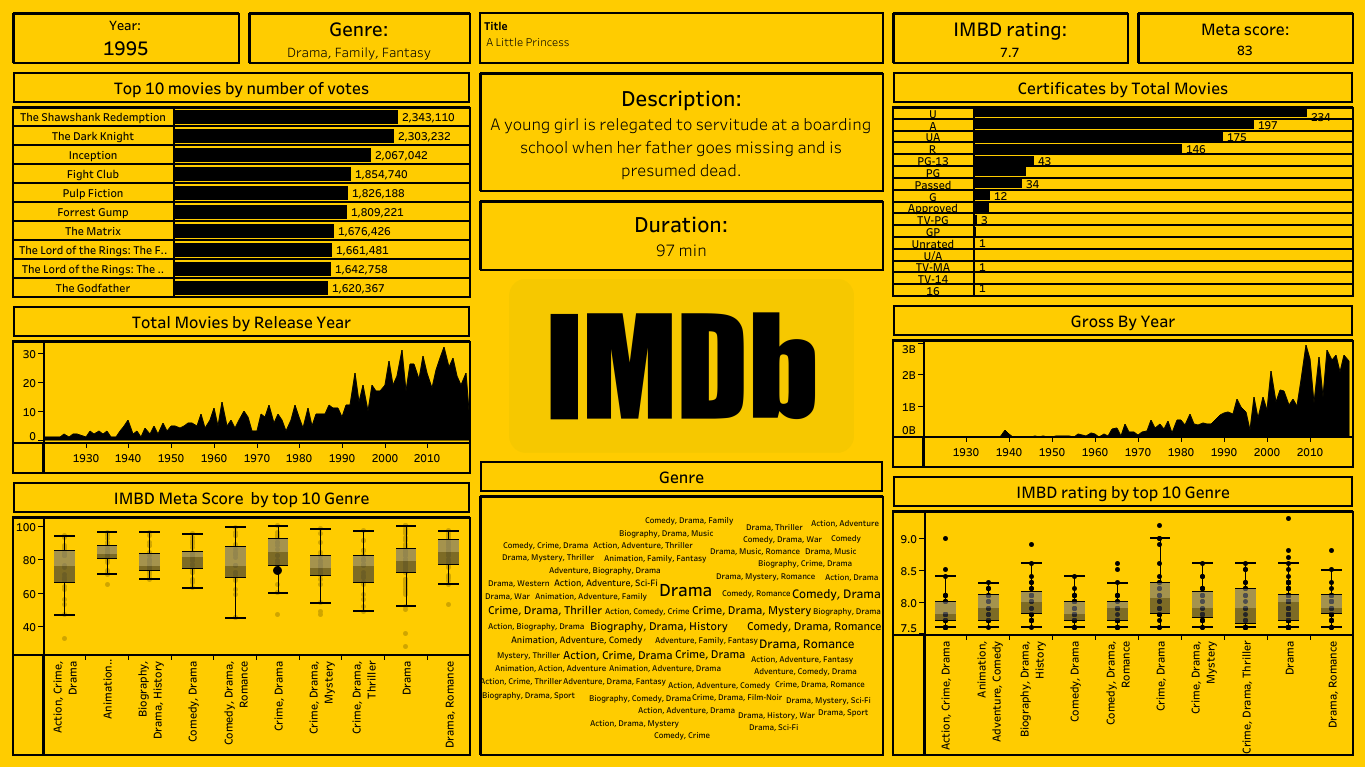 Year:
1995
Genre:
Drama, Family, Fantasy
Title
A Little Princess
IMBD rating:
7.7
Meta score:
83
Top 10 movies by number of votes
The Shawshank Redemption 2,343,110
The Dark Knight 2,303,232
Inception 2,067,042
Fight Club 1,854,740
Pulp Fiction 1,826,188
Forrest Gump 1,809,221
The Matrix 1,676,426
The Lord of the Rings: The F.. 1,661,481
The Lord of the Rings: The .. 1,642,758
The Godfather 1,620,367
Total Movies by Release Year
30
20
10
0
1930 1940 1950 1960 1970 1980 1990 2000 2010
IMBD Meta Score by top 10 Genre
100
80
60
40
Action, Crime,
Drama
Animation..
Biography,
Drama, History
Comedy, Drama
Comedy, Drama,
Romance
Crime, Drama
Crime, Drama,
Mystery
Crime, Drama,
Thriller
Drama
Drama, Romance
Description:
A young girl is relegated to servitude at a boarding
school when her father goes missing and is
presumed dead.
Duration:
97 min
IMDb
Genre
Comedy, Drama, Family
Drama, Thriller
Action, Adventure
Biography, Drama, Music
Comedy, Drama, War
Comedy
Comedy, Crime, Drama
Action, Adventure, Thriller
Drama, Music, Romance
Drama, Music
Drama, Mystery, Thriller
Animation, Family, Fantasy
Biography, Crime, Drama
Adventure, Biography, Drama
Drama, Mystery, Romance
Action, Drama
Drama, Western
Action, Adventure, Sci-Fi
Drama
Comedy, Romance
Comedy, Drama
Drama, War
Animation, Adventure, Family
Crime, Drama, Thriller
Action, Comedy, Crime
Crime, Drama, Mystery
Biography, Drama
Action, Biography, Drama
Biography, Drama, History
Comedy, Drama, Romance
Animation, Adventure, Comedy
Adventure, Family, Fantasy
Drama, Romance
Mystery, Thriller
Action, Crime, Drama
Crime, Drama
Action, Adventure, Fantasy
Animation, Action, Adventure
Animation, Adventure, Drama
Adventure, Comedy, Drama
Action, Crime, Thriller
Adventure, Drama, Fantasy
Action, Adventure, Comedy
Crime, Drama, Romance
Biography, Drama, Sport
Biography, Comedy, Drama
Crime, Drama, Film-Noir
Drama, Mystery, Sci-Fi
Action, Adventure, Drama
Drama, History, War
Drama, Sport
Action, Drama, Mystery
Drama, Sci-Fi
Comedy, Crime
Certificates by Total Movies
U 234
A 197
UA 175
R 146
PG-13 43
PG
Passed 34
G 12
Approved
TV-PG 3
GP
Unrated 1
U/A
TV-MA 1
TV-14
16 1
Gross By Year
3B
2B
1B
0B
1930 1940 1950 1960 1970 1980 1990 2000 2010
IMBD rating by top 10 Genre
9.0
8.5
8.0
7.5
Action, Crime, Drama
Animation,
Adventure, Comedy
Biography, Drama,
History
Comedy, Drama
Comedy, Drama,
Romance
Crime, Drama
Crime, Drama,
Mystery
Crime, Drama, Thriller
Drama
Drama, Romance